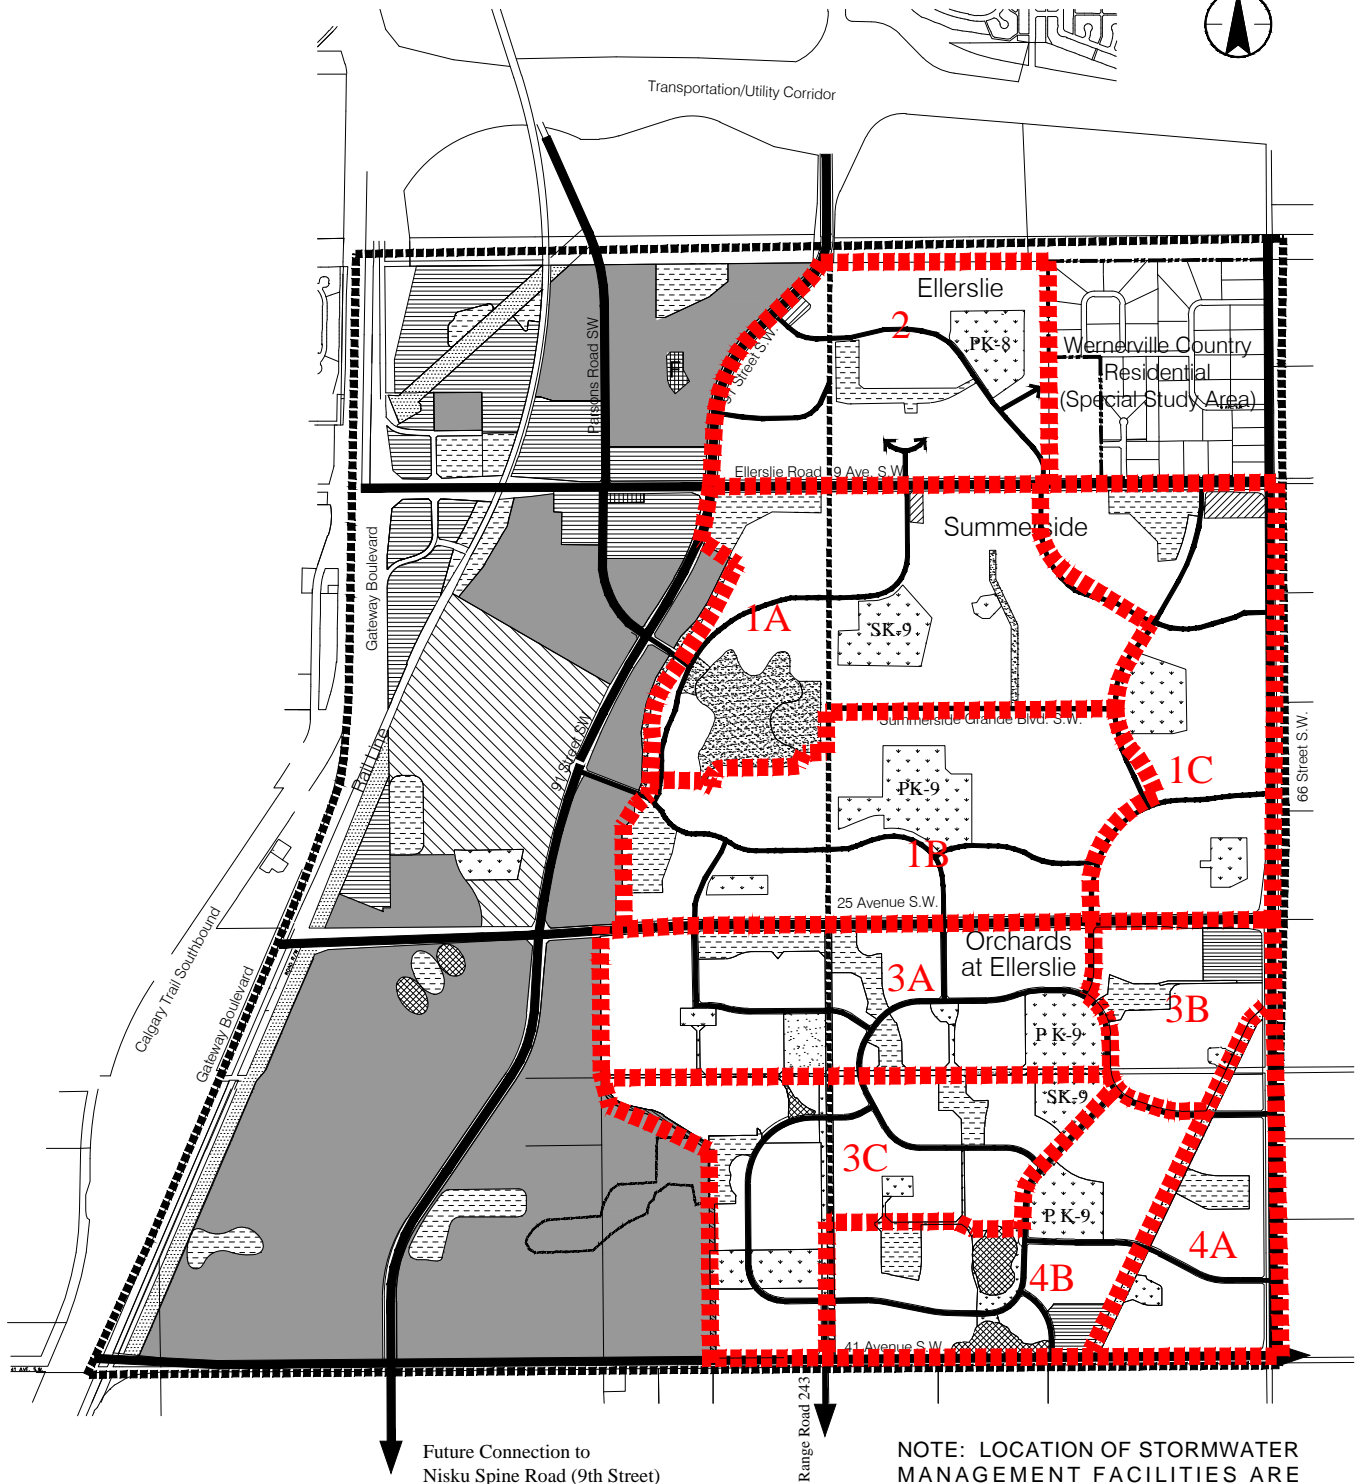 Transportation/Utility Corridor
Ellerslie
2
PK-8
Wernerville Country
Residential
(Special Study Area)
Parsons Road SW
91 Street S.W.
Ellerslie Road 9 Ave. S.W.
Summerside
Gateway Boulevard
1A
SK-9
Summerside Grande Blvd. S.W.
66 Street S.W.
Rail Line
91 Street SW
PK-9
1C
1B
25 Avenue S.W.
Calgary Trail Southbound
Gateway Boulevard
Orchards
at Ellerslie
3A
3B
P K-9
SK-9
3C
P K-9
4A
4B
41 Avenue S.W.
41 AVE. S.W.
Range Road 243
Future Connection to
Nisku Spine Road (9th Street)
NOTE: LOCATION OF STORMWATER
MANAGEMENT FACILITIES ARE